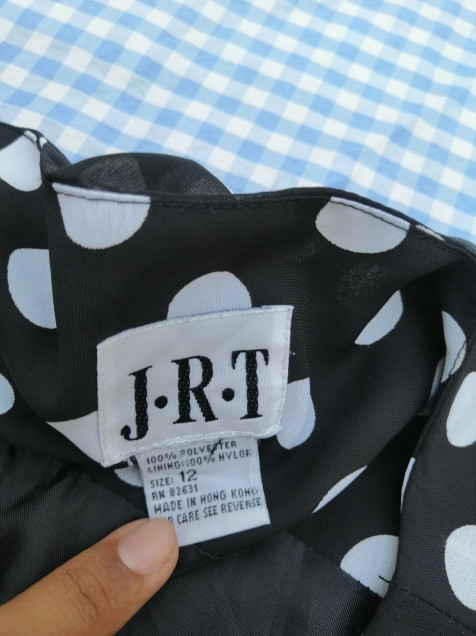 J·R·T
100% POLYESTER
LINING:100% NYLON
SIZE: 12
RN 82631
MADE IN HONG KONG
CARE SEE REVERSE